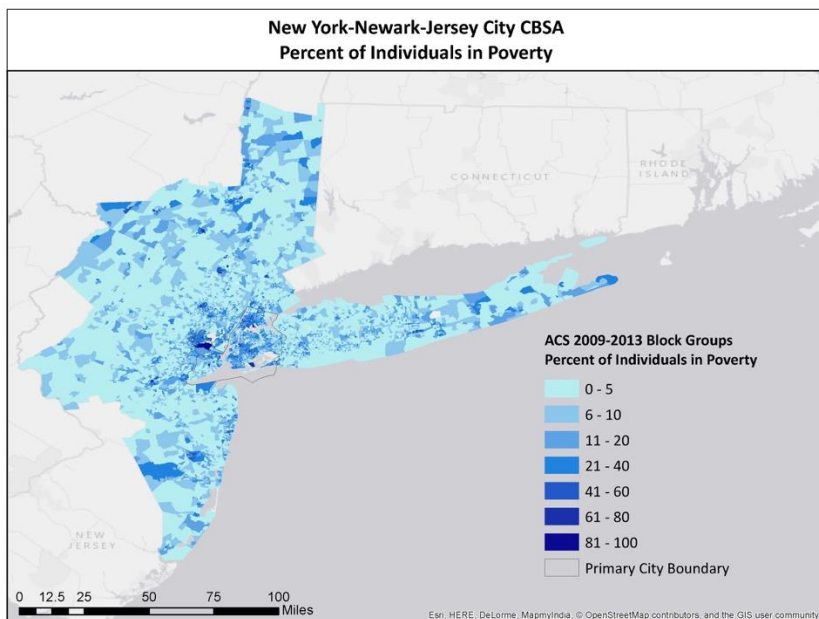 New York-Newark-Jersey City CBSA
Percent of Individuals in Poverty
CONNECTICUT
RHODE
ISLAND
NEW
JERSEY
ACS 2009-2013 Block Groups
Percent of Individuals in Poverty
0 - 5
6 - 10
11 - 20
21 - 40
41 - 60
61 - 80
81 - 100
Primary City Boundary
0 12.5 25 50 75 100
Miles
Esri, HERE, DeLorme, MapmyIndia, © OpenStreetMap contributors, and the GIS user community